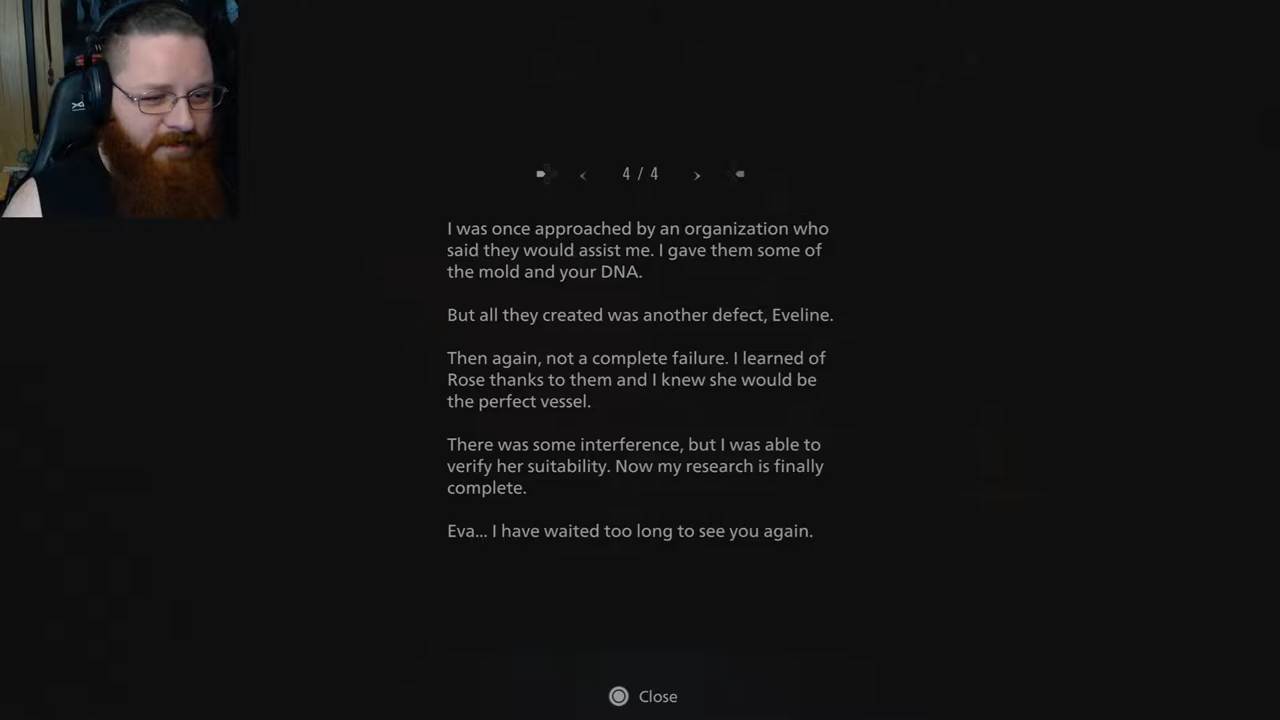 4 / 4
I was once approached by an organization who
said they would assist me. I gave them some of
the mold and your DNA.
But all they created was another defect, Eveline.
Then again, not a complete failure. I learned of
Rose thanks to them and I knew she would be
the perfect vessel.
There was some interference, but I was able to
verify her suitability. Now my research is finally
complete.
Eva... I have waited too long to see you again.
Close